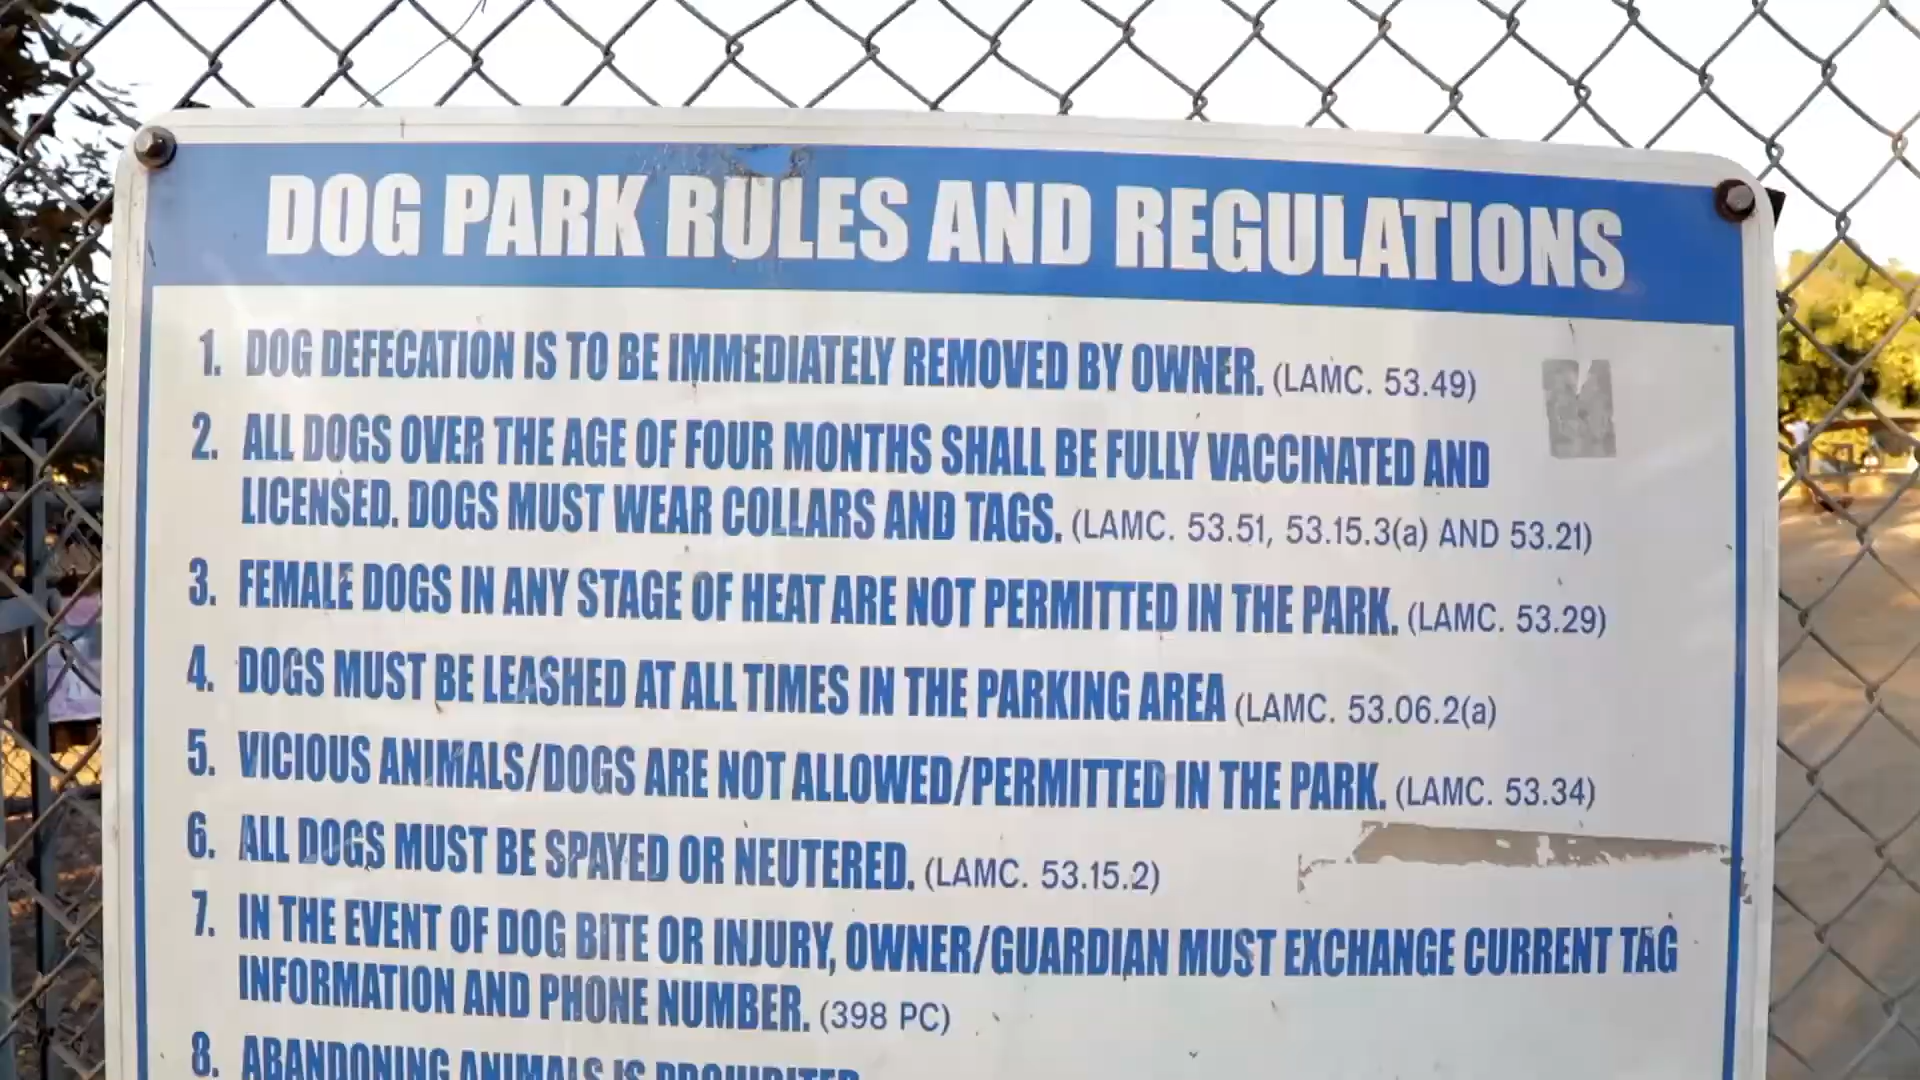 DOG PARK RULES AND REGULATIONS
1. DOG DEFECATION IS TO BE IMMEDIATELY REMOVED BY OWNER. (LAMC. 53.49)
2. ALL DOGS OVER THE AGE OF FOUR MONTHS SHALL BE FULLY VACCINATED AND
LICENSED. DOGS MUST WEAR COLLARS AND TAGS. (LAMC. 53.51, 53.15.3(a) AND 53.21)
3. FEMALE DOGS IN ANY STAGE OF HEAT ARE NOT PERMITTED IN THE PARK. (LAMC. 53.29)
4. DOGS MUST BE LEASHED AT ALL TIMES IN THE PARKING AREA (LAMC. 53.06.2(a)
5. VICIOUS ANIMALS/DOGS ARE NOT ALLOWED/PERMITTED IN THE PARK. (LAMC. 53.34)
6. ALL DOGS MUST BE SPAYED OR NEUTERED. (LAMC. 53.15.2)
7. IN THE EVENT OF DOG BITE OR INJURY, OWNER/GUARDIAN MUST EXCHANGE CURRENT TAG
INFORMATION AND PHONE NUMBER. (398 PC)
8. ABANDONING ANIMALS IS PROHIBITED